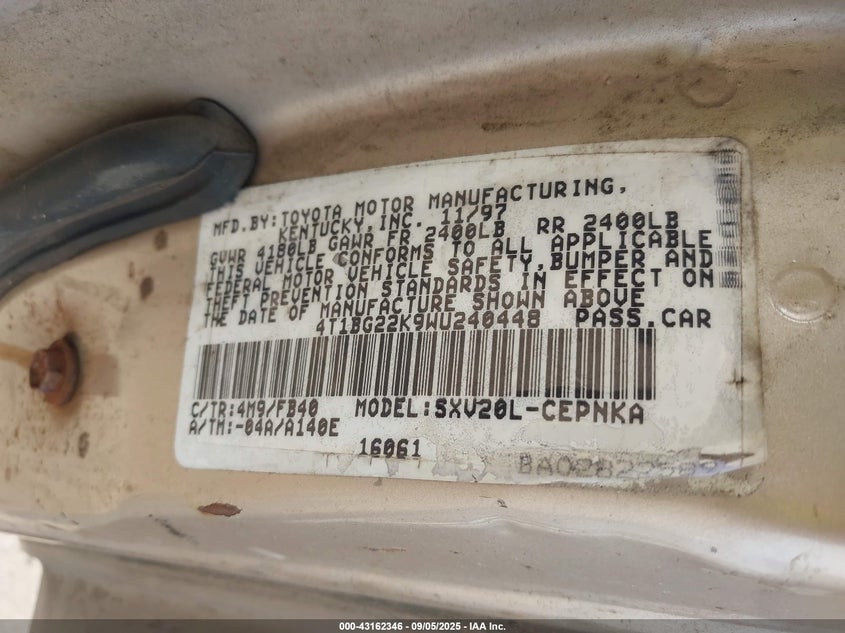 MFD.BY:TOYOTA MOTOR MANUFACTURING,
KENTUCKY,INC. 11/97
GVWR 4180LB GAWR FR 2400LB RR 2400LB
THIS VEHICLE CONFORMS TO ALL APPLICABLE
FEDERAL MOTOR VEHICLE SAFETY,BUMPER AND
THEFT PREVENTION STANDARDS IN EFFECT ON
THE DATE OF MANUFACTURE SHOWN ABOVE
4T1BG22K9WU240448 PASS.CAR
C/TR:4M9/FB40 MODEL:SXV20L-CEPNKA
A/TM:-04A/A140E
16061
000-43162346 - 09/05/2025 - IAA Inc.